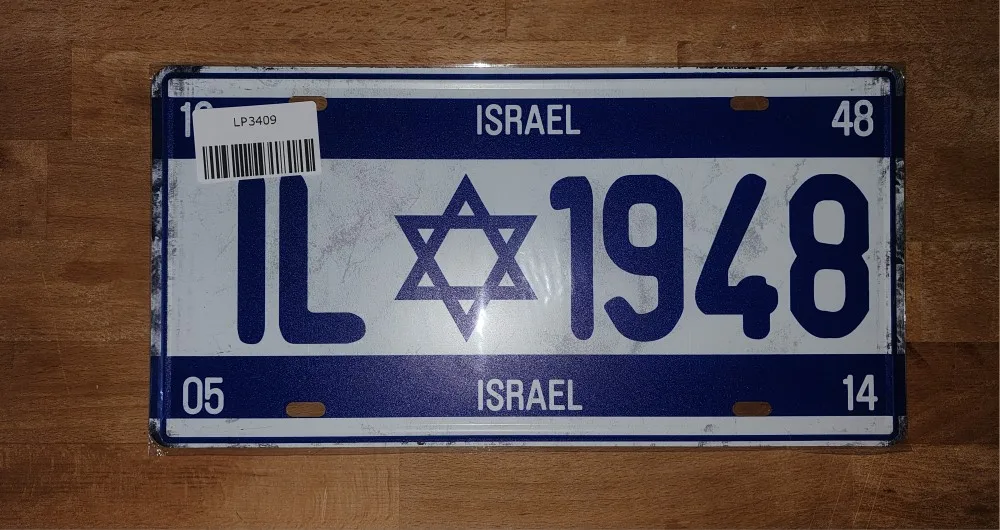 LP3409
ISRAEL
48
IL 1948
05
ISRAEL
14